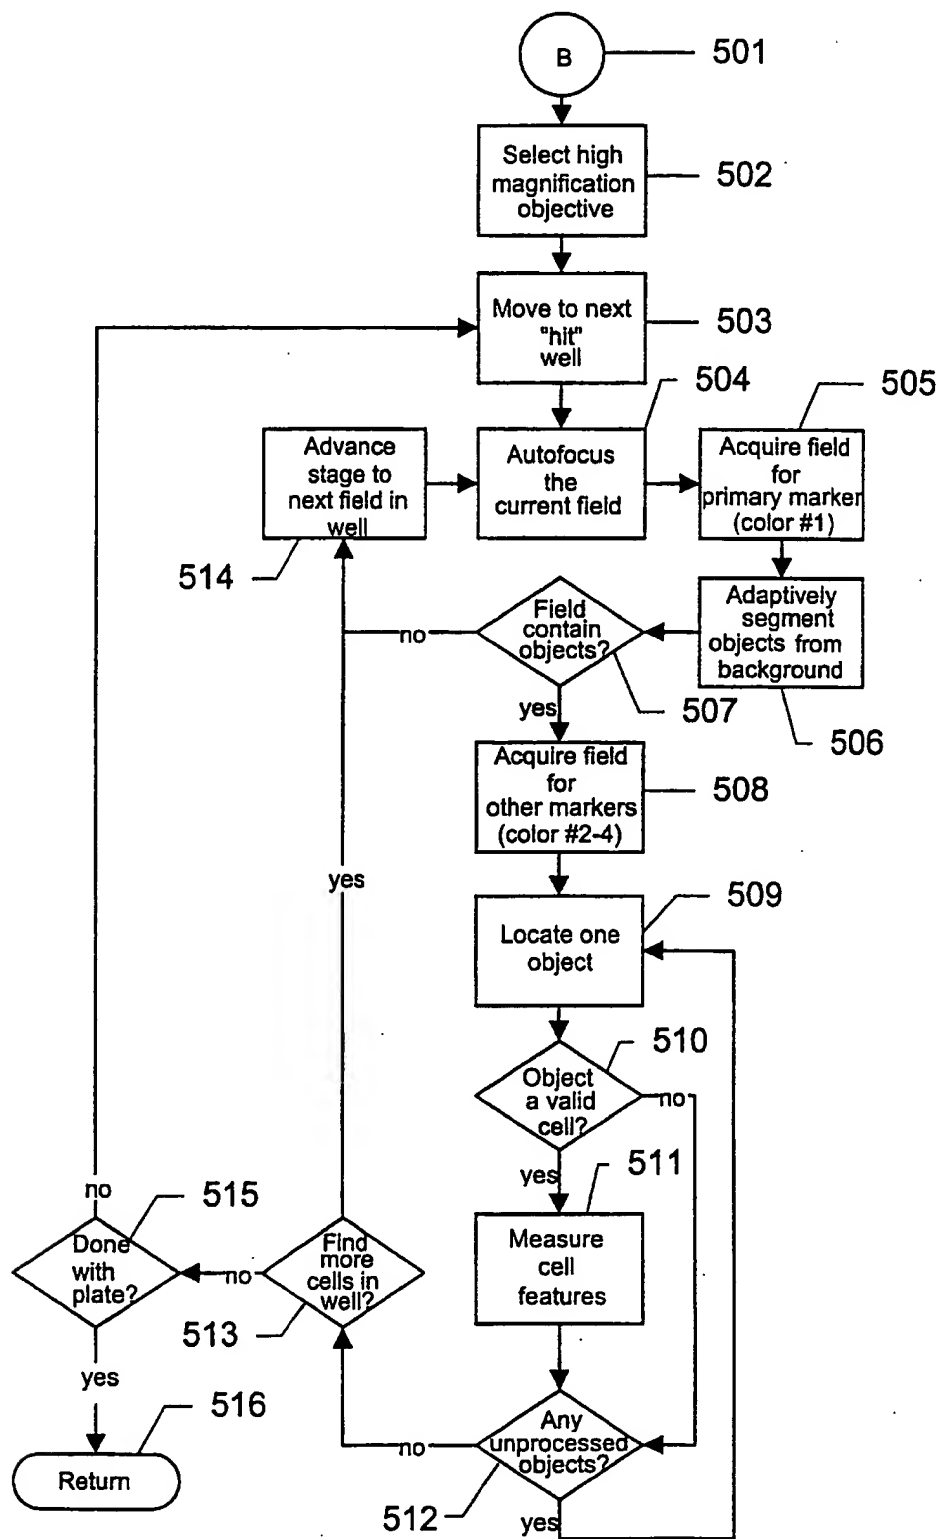 B
501
Select high
magnification
objective
502
Move to next
"hit"
well
503
504
505
Advance
stage to
next field in
well
Autofocus
the
current field
Acquire field
for
primary marker
(color #1)
514
Field
contain
objects?
no
Adaptively
segment
objects from
background
yes
507
506
Acquire field
for
other markers
(color #2-4)
508
yes
509
Locate one
object
510
Object
a valid
cell?
no
yes
511
no
515
Measure
cell
features
Done
with
plate?
no
Find
more
cells in
well?
513
yes
516
Any
unprocessed
objects?
no
Return
512
yes